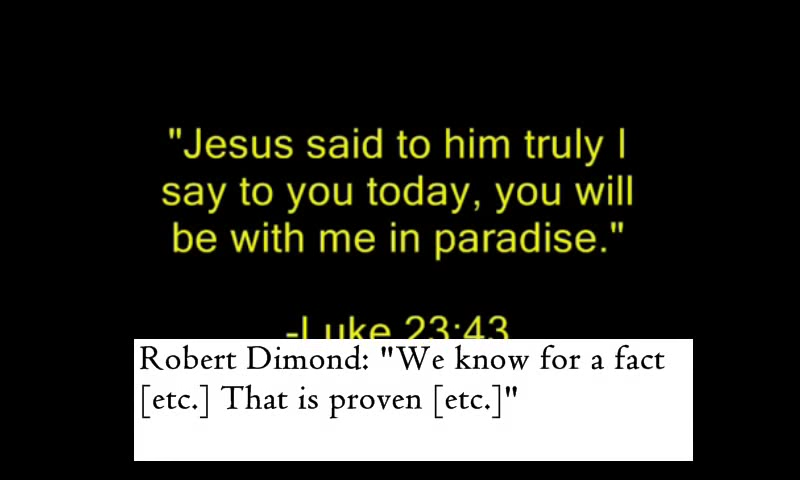 "Jesus said to him truly I
say to you today, you will
be with me in paradise."
-Luke 23:43
Robert Dimond: "We know for a fact
[etc.] That is proven [etc.]"